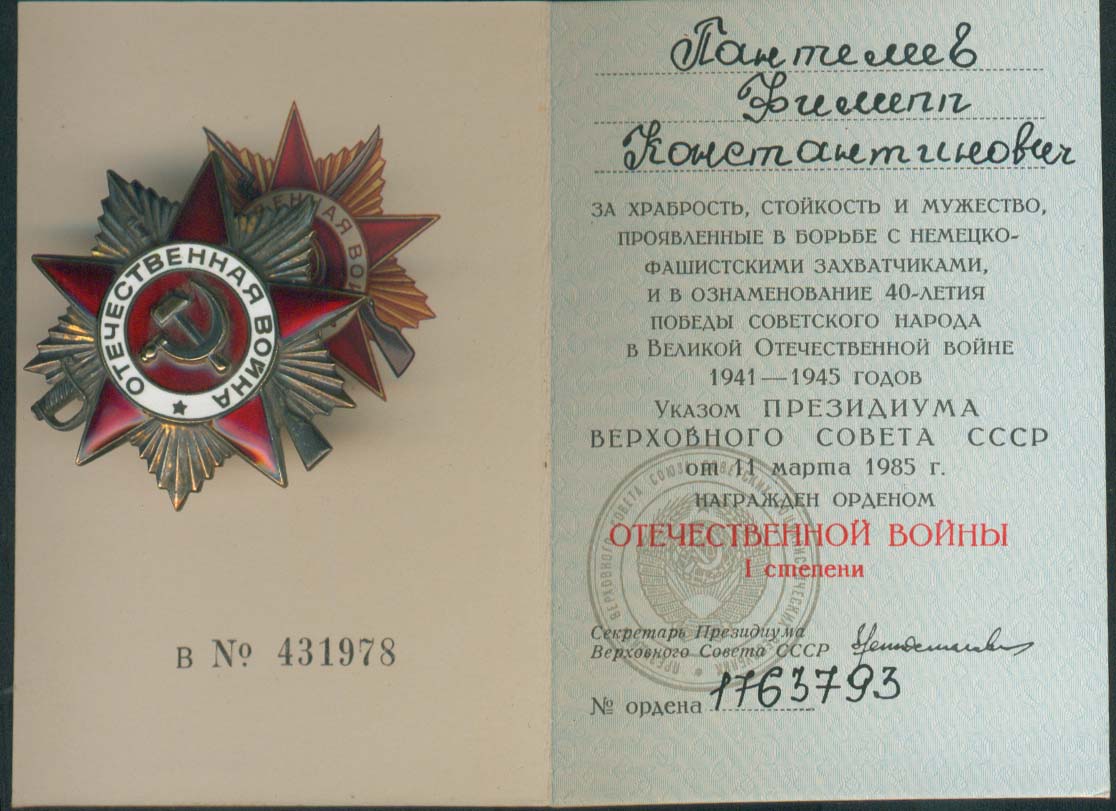 ОТЕЧЕСТВЕННАЯ ВОЙНА
В № 431978
Пантелеев
Филипп
Константинович
ЗА ХРАБРОСТЬ, СТОЙКОСТЬ И МУЖЕСТВО,
ПРОЯВЛЕННЫЕ В БОРЬБЕ С НЕМЕЦКО-
ФАШИСТСКИМИ ЗАХВАТЧИКАМИ,
И В ОЗНАМЕНОВАНИЕ 40-ЛЕТИЯ
ПОБЕДЫ СОВЕТСКОГО НАРОДА
В ВЕЛИКОЙ ОТЕЧЕСТВЕННОЙ ВОЙНЕ
1941—1945 ГОДОВ
УКАЗОМ ПРЕЗИДИУМА
ВЕРХОВНОГО СОВЕТА СССР
от 11 марта 1985 г.
НАГРАЖДЕН ОРДЕНОМ
ОТЕЧЕСТВЕННОЙ ВОЙНЫ
I степени
Секретарь Президиума
Верховного Совета СССР
№ ордена 1763793